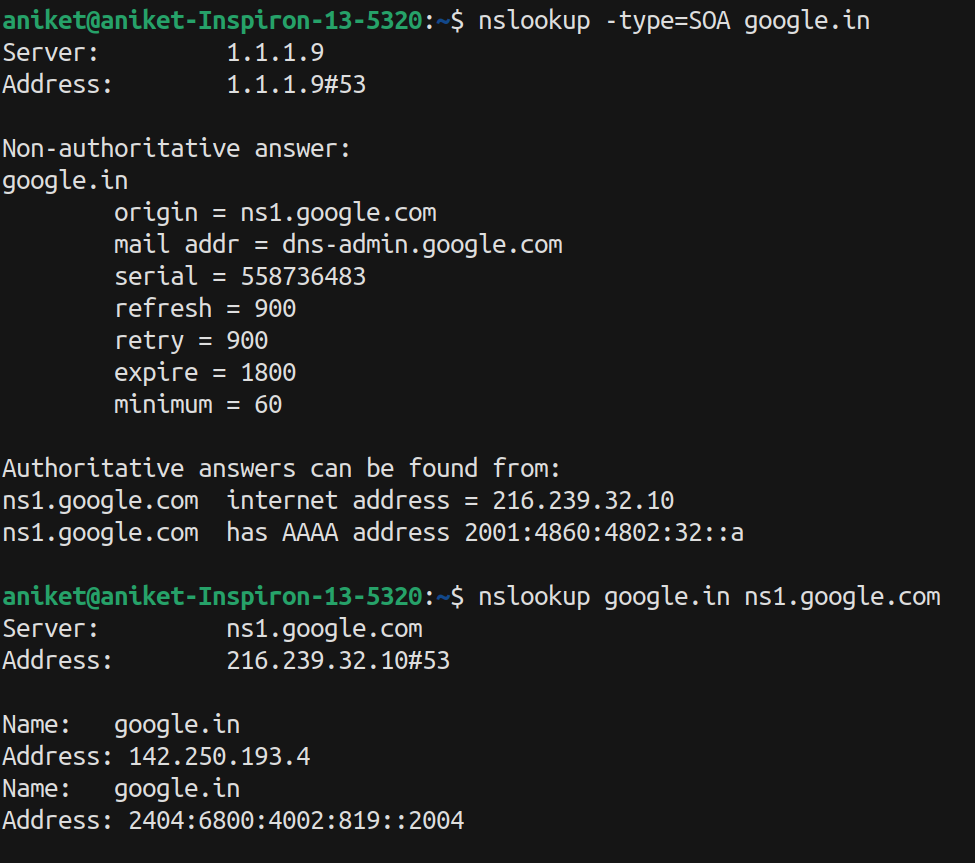 aniket@aniket-Inspiron-13-5320:~$ nslookup -type=SOA google.in
Server:         1.1.1.9
Address:        1.1.1.9#53

Non-authoritative answer:
google.in
        origin = ns1.google.com
        mail addr = dns-admin.google.com
        serial = 558736483
        refresh = 900
        retry = 900
        expire = 1800
        minimum = 60

Authoritative answers can be found from:
ns1.google.com  internet address = 216.239.32.10
ns1.google.com  has AAAA address 2001:4860:4802:32::a

aniket@aniket-Inspiron-13-5320:~$ nslookup google.in ns1.google.com
Server:         ns1.google.com
Address:        216.239.32.10#53

Name:   google.in
Address: 142.250.193.4
Name:   google.in
Address: 2404:6800:4002:819::2004